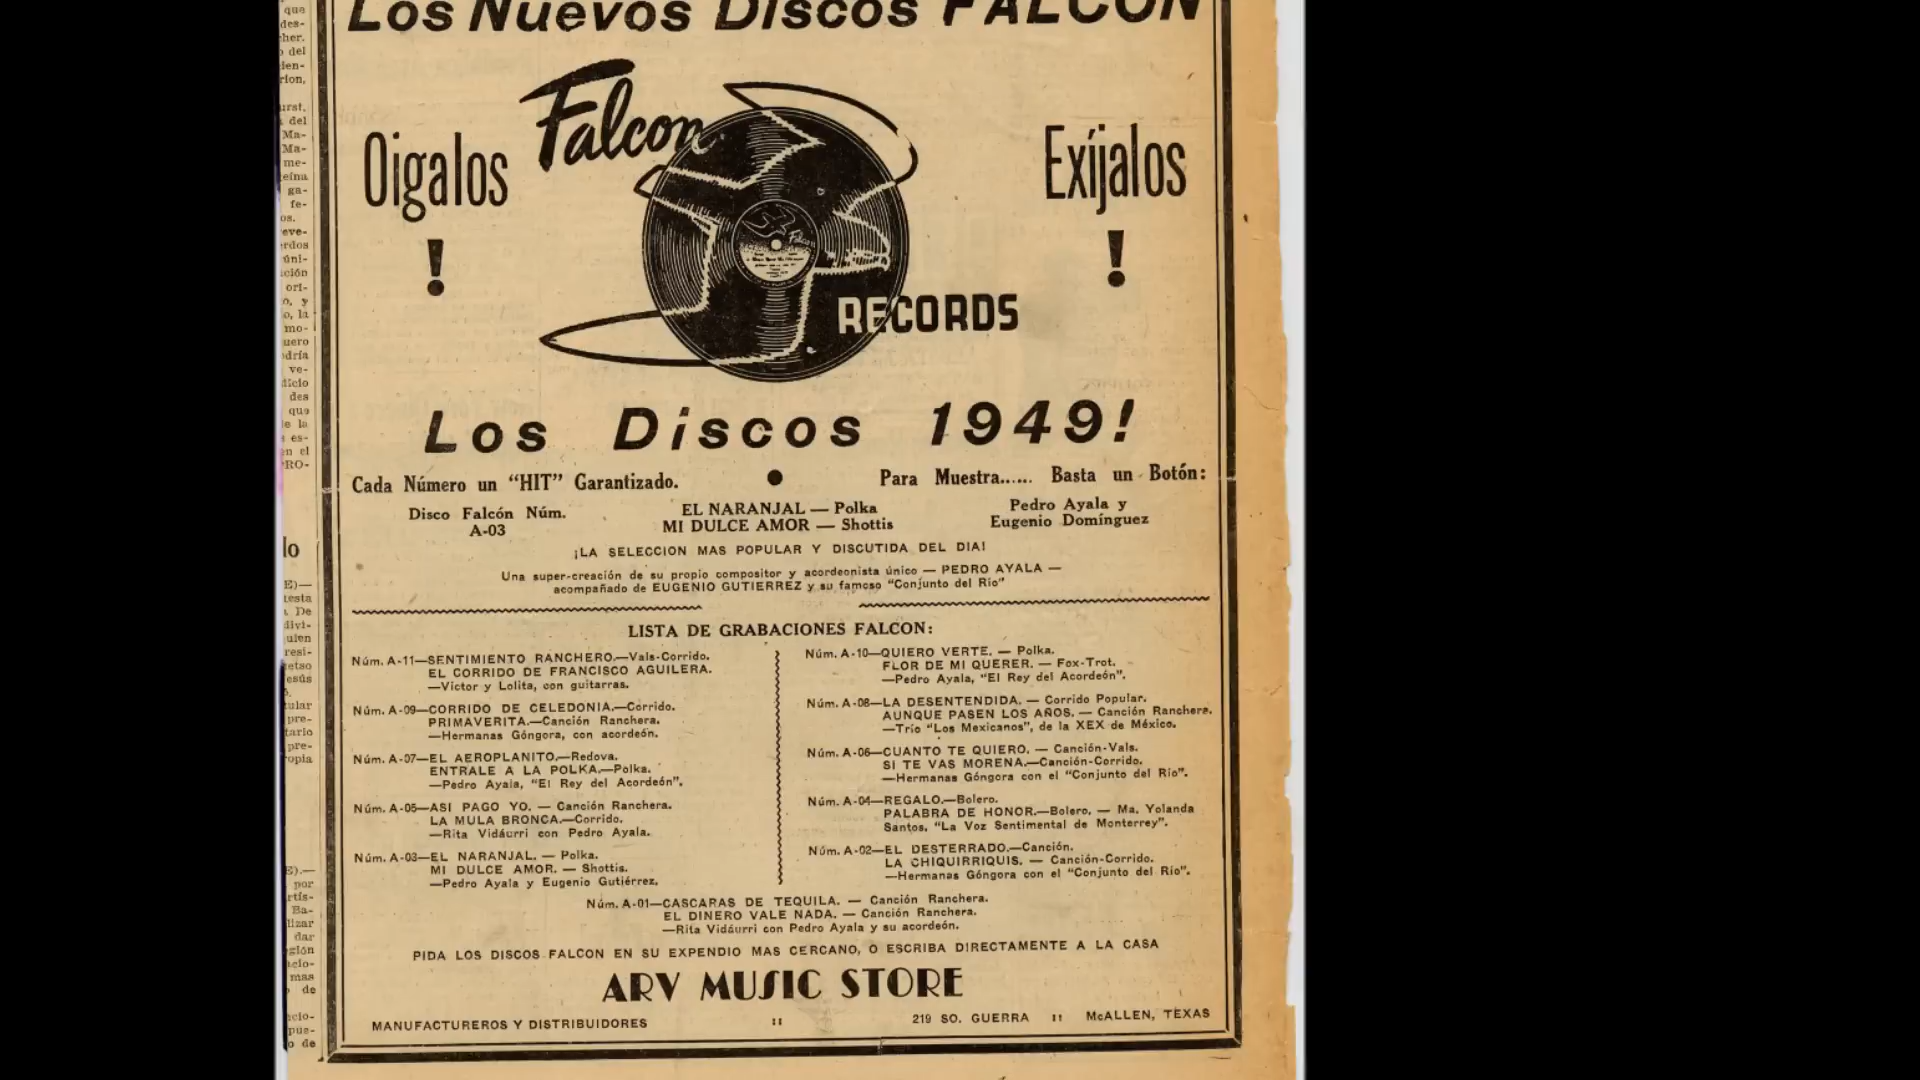 Los Nuevos Discos FALCON
Falcon
Oigalos
!
Exíjalos
!
Falcon
RECORDS
Los Discos 1949!
Cada Número un “HIT” Garantizado.
Para Muestra...... Basta un Botón:
Disco Falcón Núm.
A-03
EL NARANJAL — Polka
MI DULCE AMOR — Shottis
Pedro Ayala y
Eugenio Domínguez
¡LA SELECCION MAS POPULAR Y DISCUTIDA DEL DIA!
Una super-creación de su propio compositor y acordeonista único — PEDRO AYALA —
acompañado de EUGENIO GUTIERREZ y su famoso “Conjunto del Rio”
LISTA DE GRABACIONES FALCON:
Núm. A-11—SENTIMIENTO RANCHERO.—Vals-Corrido.
EL CORRIDO DE FRANCISCO AGUILERA.
—Victor y Lolita, con guitarras.
Núm. A-09—CORRIDO DE CELEDONIA.—Corrido.
PRIMAVERITA.—Canción Ranchera.
—Hermanas Góngora, con acordeón.
Núm. A-07—EL AEROPLANITO.—Redova.
ENTRALE A LA POLKA.—Polka.
—Pedro Ayala, “El Rey del Acordeón”.
Núm. A-05—ASI PAGO YO. — Canción Ranchera.
LA MULA BRONCA.—Corrido.
—Rita Vidáurri con Pedro Ayala.
Núm. A-03—EL NARANJAL. — Polka.
MI DULCE AMOR. — Shottis.
—Pedro Ayala y Eugenio Gutiérrez.
Núm. A-10—QUIERO VERTE. — Polka.
FLOR DE MI QUERER. — Fox-Trot.
—Pedro Ayala, “El Rey del Acordeón”.
Núm. A-08—LA DESENTENDIDA. — Corrido Popular.
AUNQUE PASEN LOS AÑOS. — Canción Ranchera.
—Trío “Los Mexicanos”, de la XEX de México.
Núm. A-06—CUANTO TE QUIERO. — Canción-Vals.
SI TE VAS MORENA.—Canción-Corrido.
—Hermanas Góngora con el “Conjunto del Río”.
Núm. A-04—REGALO.—Bolero.
PALABRA DE HONOR.—Bolero. — Ma. Yolanda
Santos, “La Voz Sentimental de Monterrey”.
Núm. A-02—EL DESTERRADO.—Canción.
LA CHIQUIRRIQUIS. — Canción-Corrido.
—Hermanas Góngora con el “Conjunto del Río”.
Núm. A-01—CASCARAS DE TEQUILA. — Canción Ranchera.
EL DINERO VALE NADA. — Canción Ranchera.
—Rita Vidáurri con Pedro Ayala y su acordeón.
PIDA LOS DISCOS FALCON EN SU EXPENDIO MAS CERCANO, O ESCRIBA DIRECTAMENTE A LA CASA
ARV MUSIC STORE
MANUFACTUREROS Y DISTRIBUIDORES :: 219 SO. GUERRA :: McALLEN, TEXAS